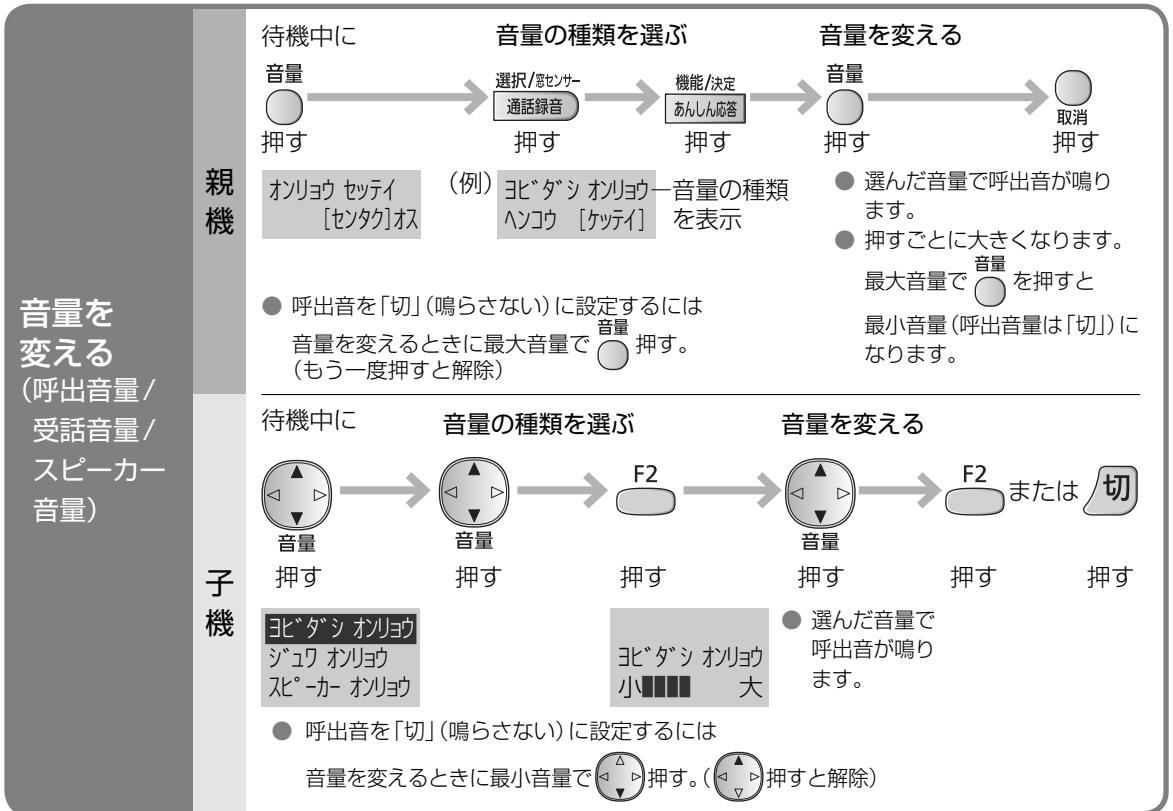 音量を
変える
(呼出音量/
受話音量/
スピーカー
音量)
親機
待機中に 音量の種類を選ぶ 音量を変える
音量 選択/窓センサー 機能/決定 音量
通話録音 あんしん応答 取消
押す 押す 押す 押す 押す
オンリョウ セッテイ
[センタク]オス
(例) ヨビダシ オンリョウ 音量の種類
ヘンコウ [ケッテイ] を表示
● 選んだ音量で呼出音が鳴り
ます。
● 押すごとに大きくなります。
最大音量で 音量 を押すと
最小音量(呼出音量は「切」)に
なります。
● 呼出音を「切」(鳴らさない)に設定するには
音量を変えるときに最大音量で 音量 押す。
(もう一度押すと解除)
子機
待機中に 音量の種類を選ぶ 音量を変える
F2 F2 または 切
音量 音量 音量
押す 押す 押す 押す 押す 押す
ヨビダシ オンリョウ
ジュワ オンリョウ
スピーカー オンリョウ
ヨビダシ オンリョウ
小 大
● 選んだ音量で
呼出音が鳴り
ます。
● 呼出音を「切」(鳴らさない)に設定するには
音量を変えるときに最小音量で 押す。( 押すと解除)